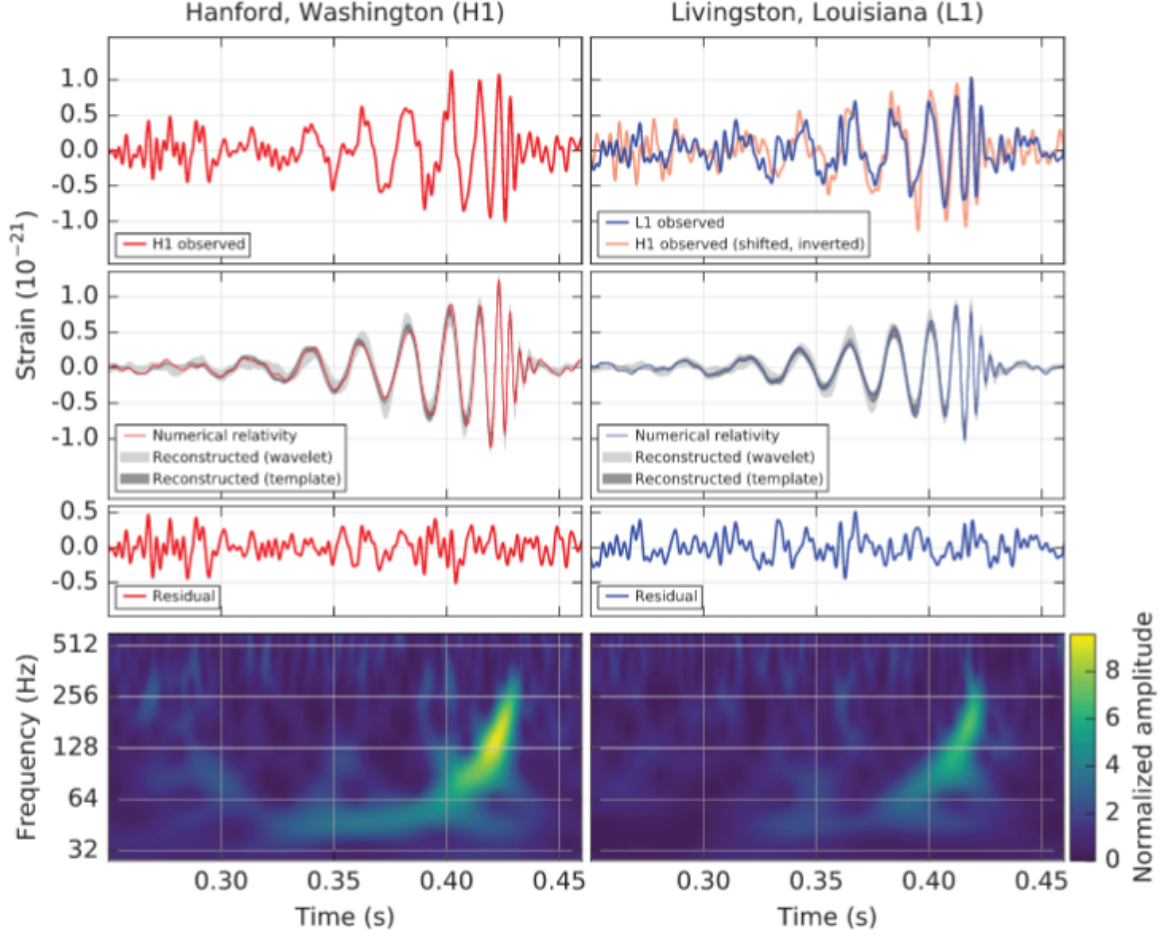 Hanford, Washington (H1)
Livingston, Louisiana (L1)
Strain (10⁻²¹)
1.0
0.5
0.0
-0.5
-1.0
H1 observed
L1 observed
H1 observed (shifted, inverted)
1.0
0.5
0.0
-0.5
-1.0
Numerical relativity
Reconstructed (wavelet)
Reconstructed (template)
Numerical relativity
Reconstructed (wavelet)
Reconstructed (template)
0.5
0.0
-0.5
Residual
Residual
Frequency (Hz)
512
256
128
64
32
Normalized amplitude
8
6
4
2
0
0.30 0.35 0.40 0.45
0.30 0.35 0.40 0.45
Time (s)
Time (s)